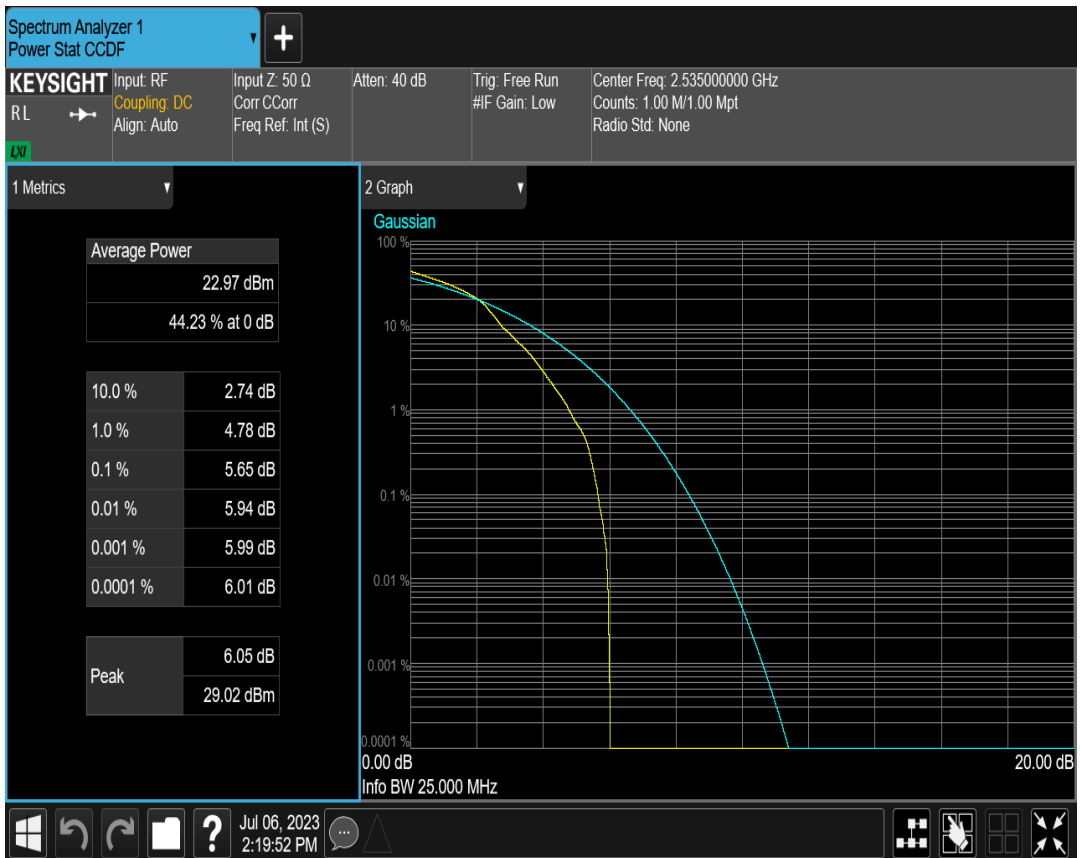 Spectrum Analyzer 1
Power Stat CCDF
+
KEYSIGHT
RL
LXI
Input: RF
Coupling: DC
Align: Auto
Input Z: 50 Ω
Corr CCorr
Freq Ref: Int (S)
Atten: 40 dB
Trig: Free Run
#IF Gain: Low
Center Freq: 2.535000000 GHz
Counts: 1.00 M/1.00 Mpt
Radio Std: None
1 Metrics
Average Power
22.97 dBm
44.23 % at 0 dB
10.0 % 2.74 dB
1.0 % 4.78 dB
0.1 % 5.65 dB
0.01 % 5.94 dB
0.001 % 5.99 dB
0.0001 % 6.01 dB
Peak
6.05 dB
29.02 dBm
2 Graph
Gaussian
100 %
10 %
1 %
0.1 %
0.01 %
0.001 %
0.0001 %
0.00 dB 20.00 dB
Info BW 25.000 MHz
?
Jul 06, 2023
2:19:52 PM